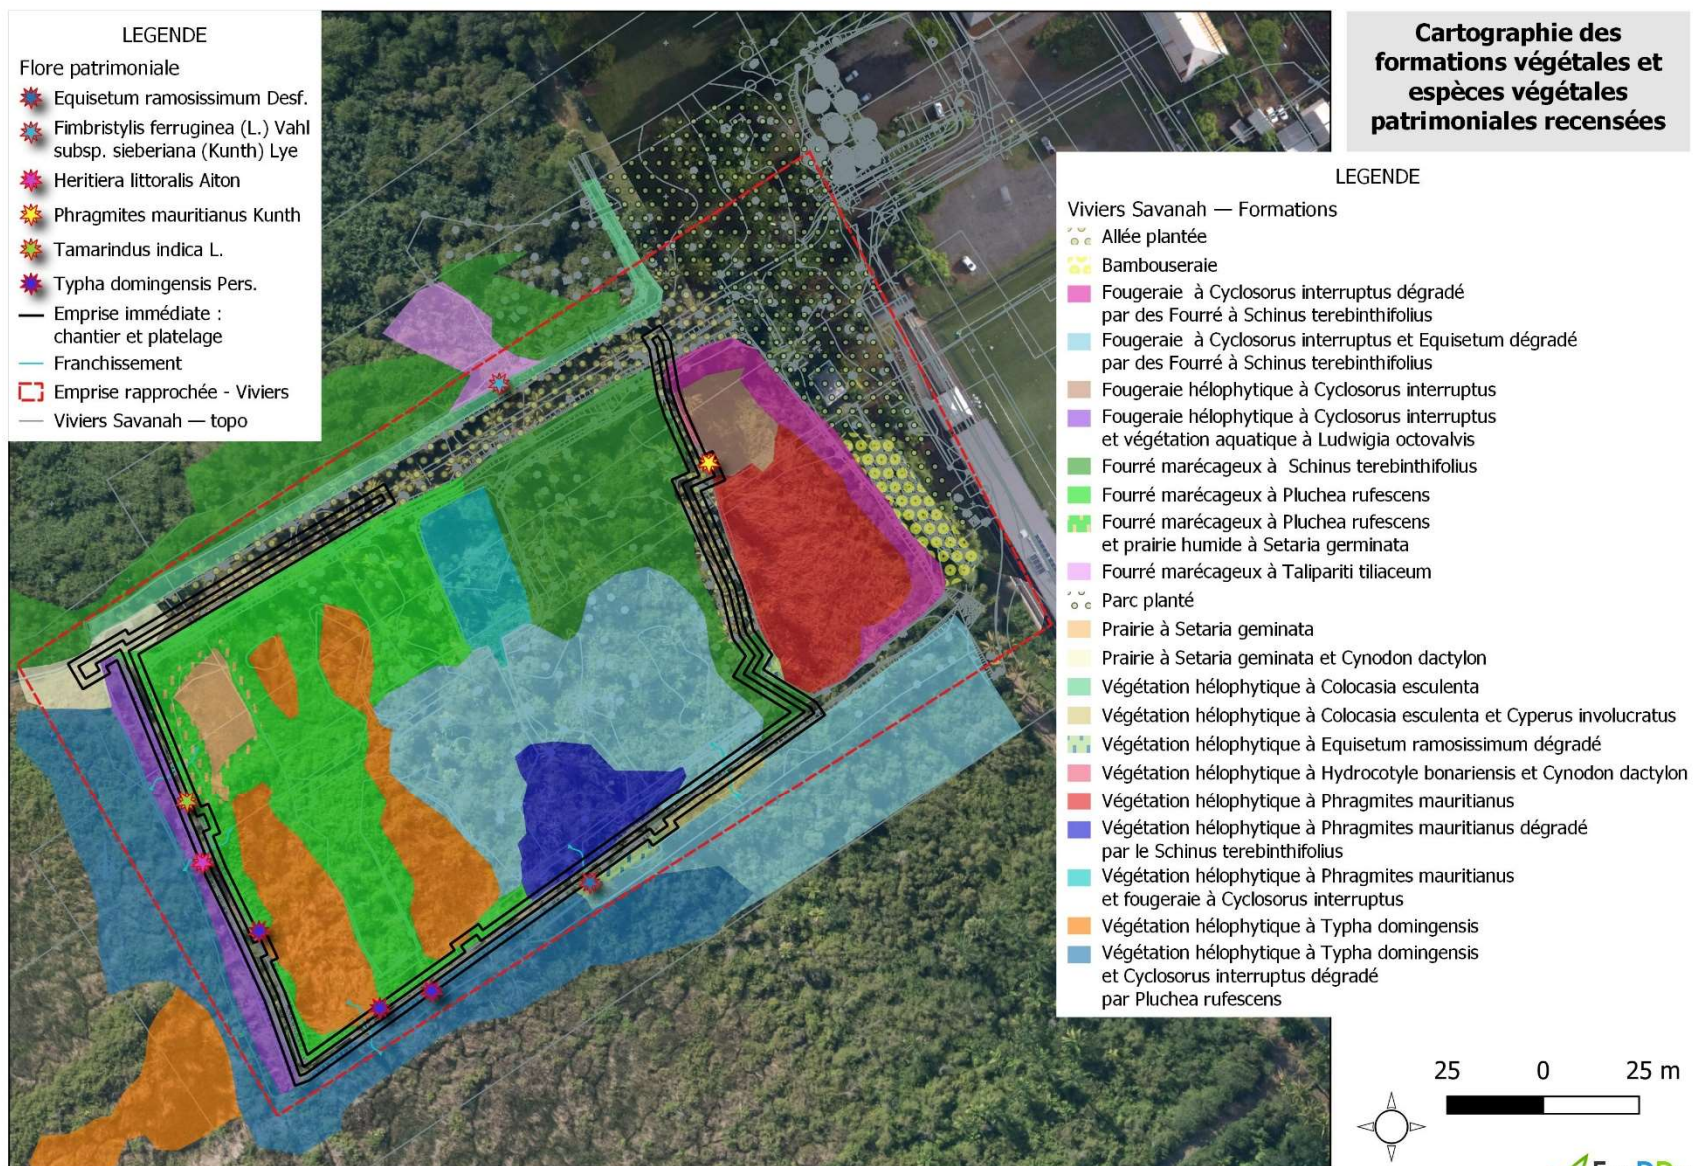 LEGENDE
Flore patrimoniale
Equisetum ramosissimum Desf.
Fimbristylis ferruginea (L.) Vahl
subsp. sieberiana (Kunth) Lye
Heritiera littoralis Aiton
Phragmites mauritianus Kunth
Tamarindus indica L.
Typha domingensis Pers.
Emprise immédiate :
chantier et platelage
Franchissement
Emprise rapprochée - Viviers
Viviers Savanah — topo
Cartographie des
formations végétales et
espèces végétales
patrimoniales recensées
LEGENDE
Viviers Savanah — Formations
Allée plantée
Bambouseraie
Fougeraie à Cyclosorus interruptus dégradé
par des Fourré à Schinus terebinthifolius
Fougeraie à Cyclosorus interruptus et Equisetum dégradé
par des Fourré à Schinus terebinthifolius
Fougeraie hélophytique à Cyclosorus interruptus
Fougeraie hélophytique à Cyclosorus interruptus
et végétation aquatique à Ludwigia octovalvis
Fourré marécageux à Schinus terebinthifolius
Fourré marécageux à Pluchea rufescens
Fourré marécageux à Pluchea rufescens
et prairie humide à Setaria germinata
Fourré marécageux à Talipariti tiliaceum
Parc planté
Prairie à Setaria geminata
Prairie à Setaria geminata et Cynodon dactylon
Végétation hélophytique à Colocasia esculenta
Végétation hélophytique à Colocasia esculenta et Cyperus involucratus
Végétation hélophytique à Equisetum ramosissimum dégradé
Végétation hélophytique à Hydrocotyle bonariensis et Cynodon dactylon
Végétation hélophytique à Phragmites mauritianus
Végétation hélophytique à Phragmites mauritianus dégradé
par le Schinus terebinthifolius
Végétation hélophytique à Phragmites mauritianus
et fougeraie à Cyclosorus interruptus
Végétation hélophytique à Typha domingensis
Végétation hélophytique à Typha domingensis
et Cyclosorus interruptus dégradé
par Pluchea rufescens
25 0 25 m